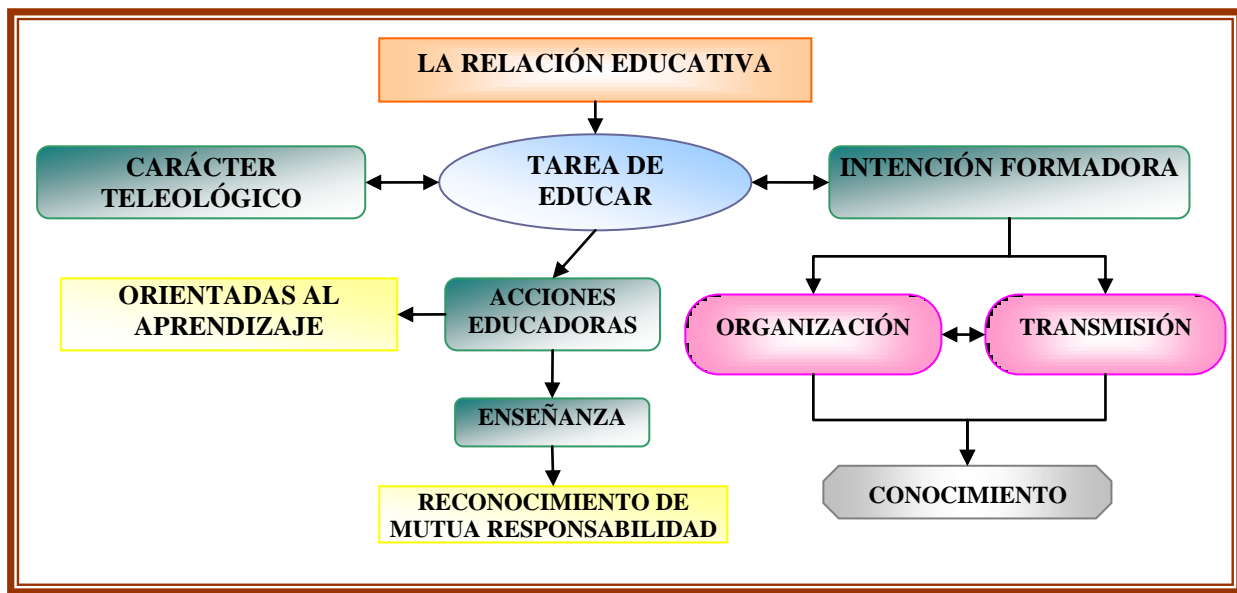 LA RELACIÓN EDUCATIVA
CARÁCTER
TELEOLÓGICO
TAREA DE
EDUCAR
INTENCIÓN FORMADORA
ORIENTADAS AL
APRENDIZAJE
ACCIONES
EDUCADORAS
ORGANIZACIÓN
TRANSMISIÓN
ENSEÑANZA
RECONOCIMIENTO DE
MUTUA RESPONSABILIDAD
CONOCIMIENTO